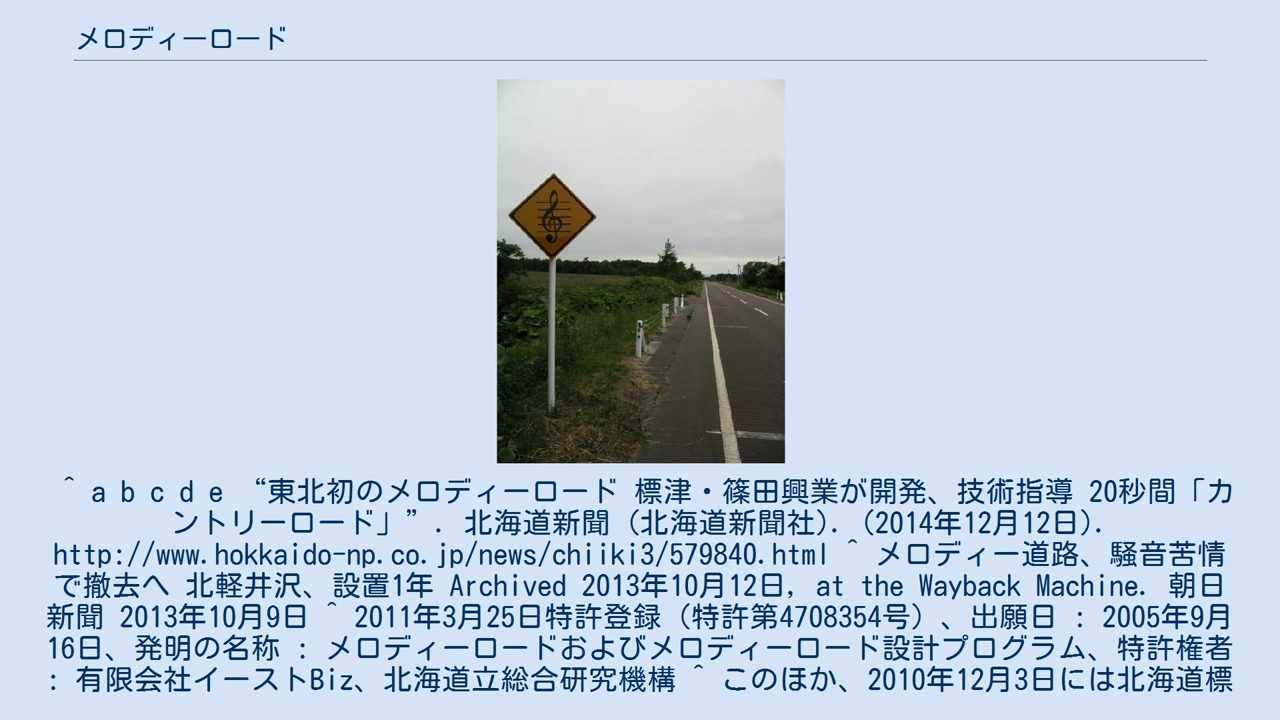 メロディーロード
^ a b c d e “東北初のメロディーロード 標津・篠田興業が開発、技術指導 20秒間「カ
ントリーロード」”. 北海道新聞 (北海道新聞社). (2014年12月12日).
http://www.hokkaido-np.co.jp/news/chiiki3/579840.html ^ メロディー道路、騒音苦情
で撤去へ 北軽井沢、設置1年 Archived 2013年10月12日, at the Wayback Machine. 朝日
新聞 2013年10月9日 ^ 2011年3月25日特許登録（特許第4708354号）、出願日 : 2005年9月
16日、発明の名称 : メロディーロードおよびメロディーロード設計プログラム、特許権者
: 有限会社イーストBiz、北海道立総合研究機構 ^ このほか、2010年12月3日には北海道標